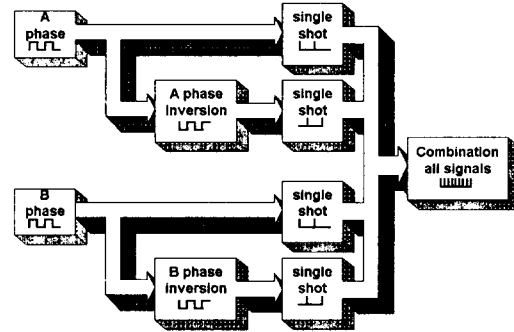 A
phase
single
shot
A phase
inversion
single
shot
Combination
all signals
B
phase
single
shot
B phase
inversion
single
shot